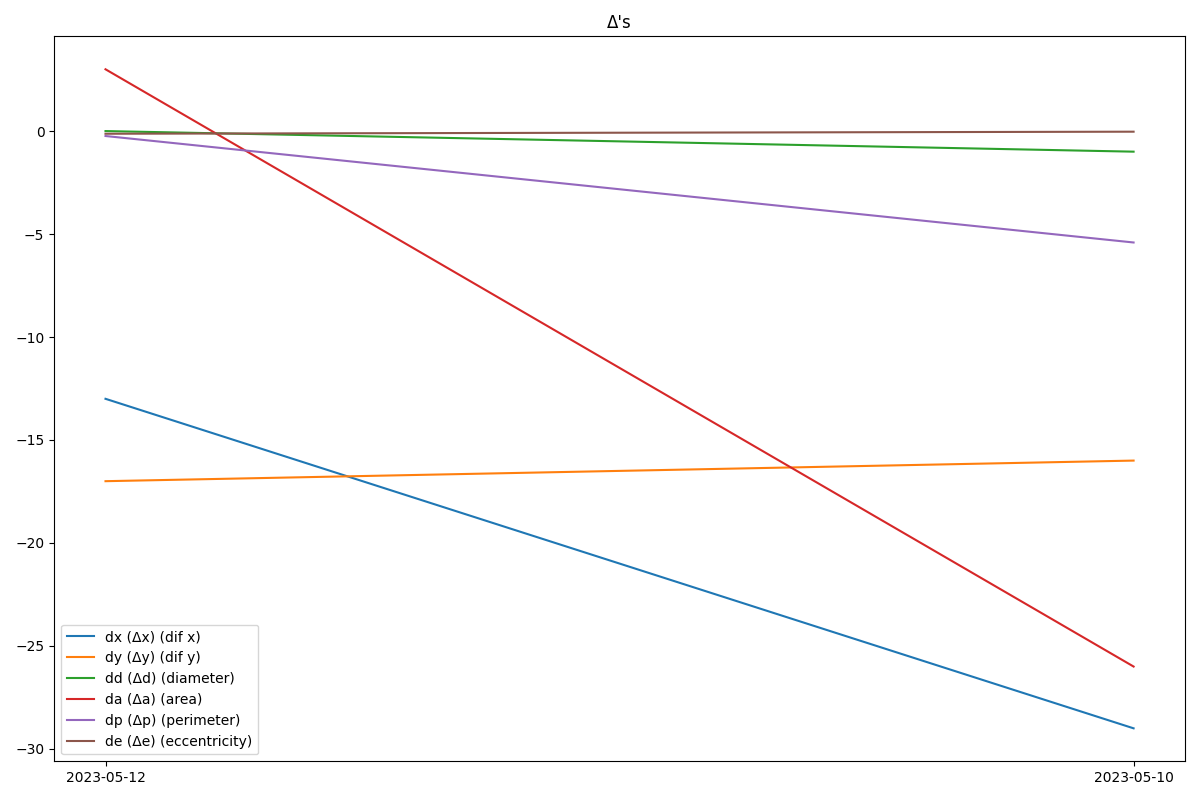 Δ's
0
−5
−10
−15
−20
−25
−30
dx (Δx) (dif x)
dy (Δy) (dif y)
dd (Δd) (diameter)
da (Δa) (area)
dp (Δp) (perimeter)
de (Δe) (eccentricity)
2023-05-12 2023-05-10